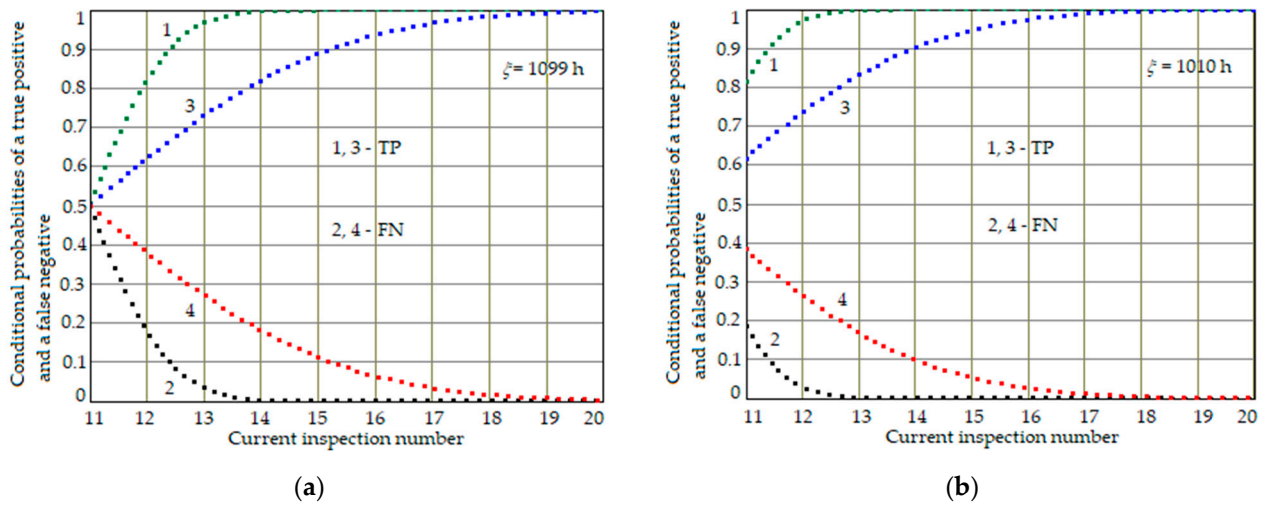 Conditional probabilities of a true positive
and a false negative
1
0.9
0.8
0.7
0.6
0.5
0.4
0.3
0.2
0.1
0
1
3
ξ = 1099 h
1, 3 - TP
2, 4 - FN
4
2
11 12 13 14 15 16 17 18 19 20
Current inspection number
(a)
Conditional probabilities of a true positive
and a false negative
1
0.9
0.8
0.7
0.6
0.5
0.4
0.3
0.2
0.1
0
1
3
ξ = 1010 h
1, 3 - TP
2, 4 - FN
4
2
11 12 13 14 15 16 17 18 19 20
Current inspection number
(b)